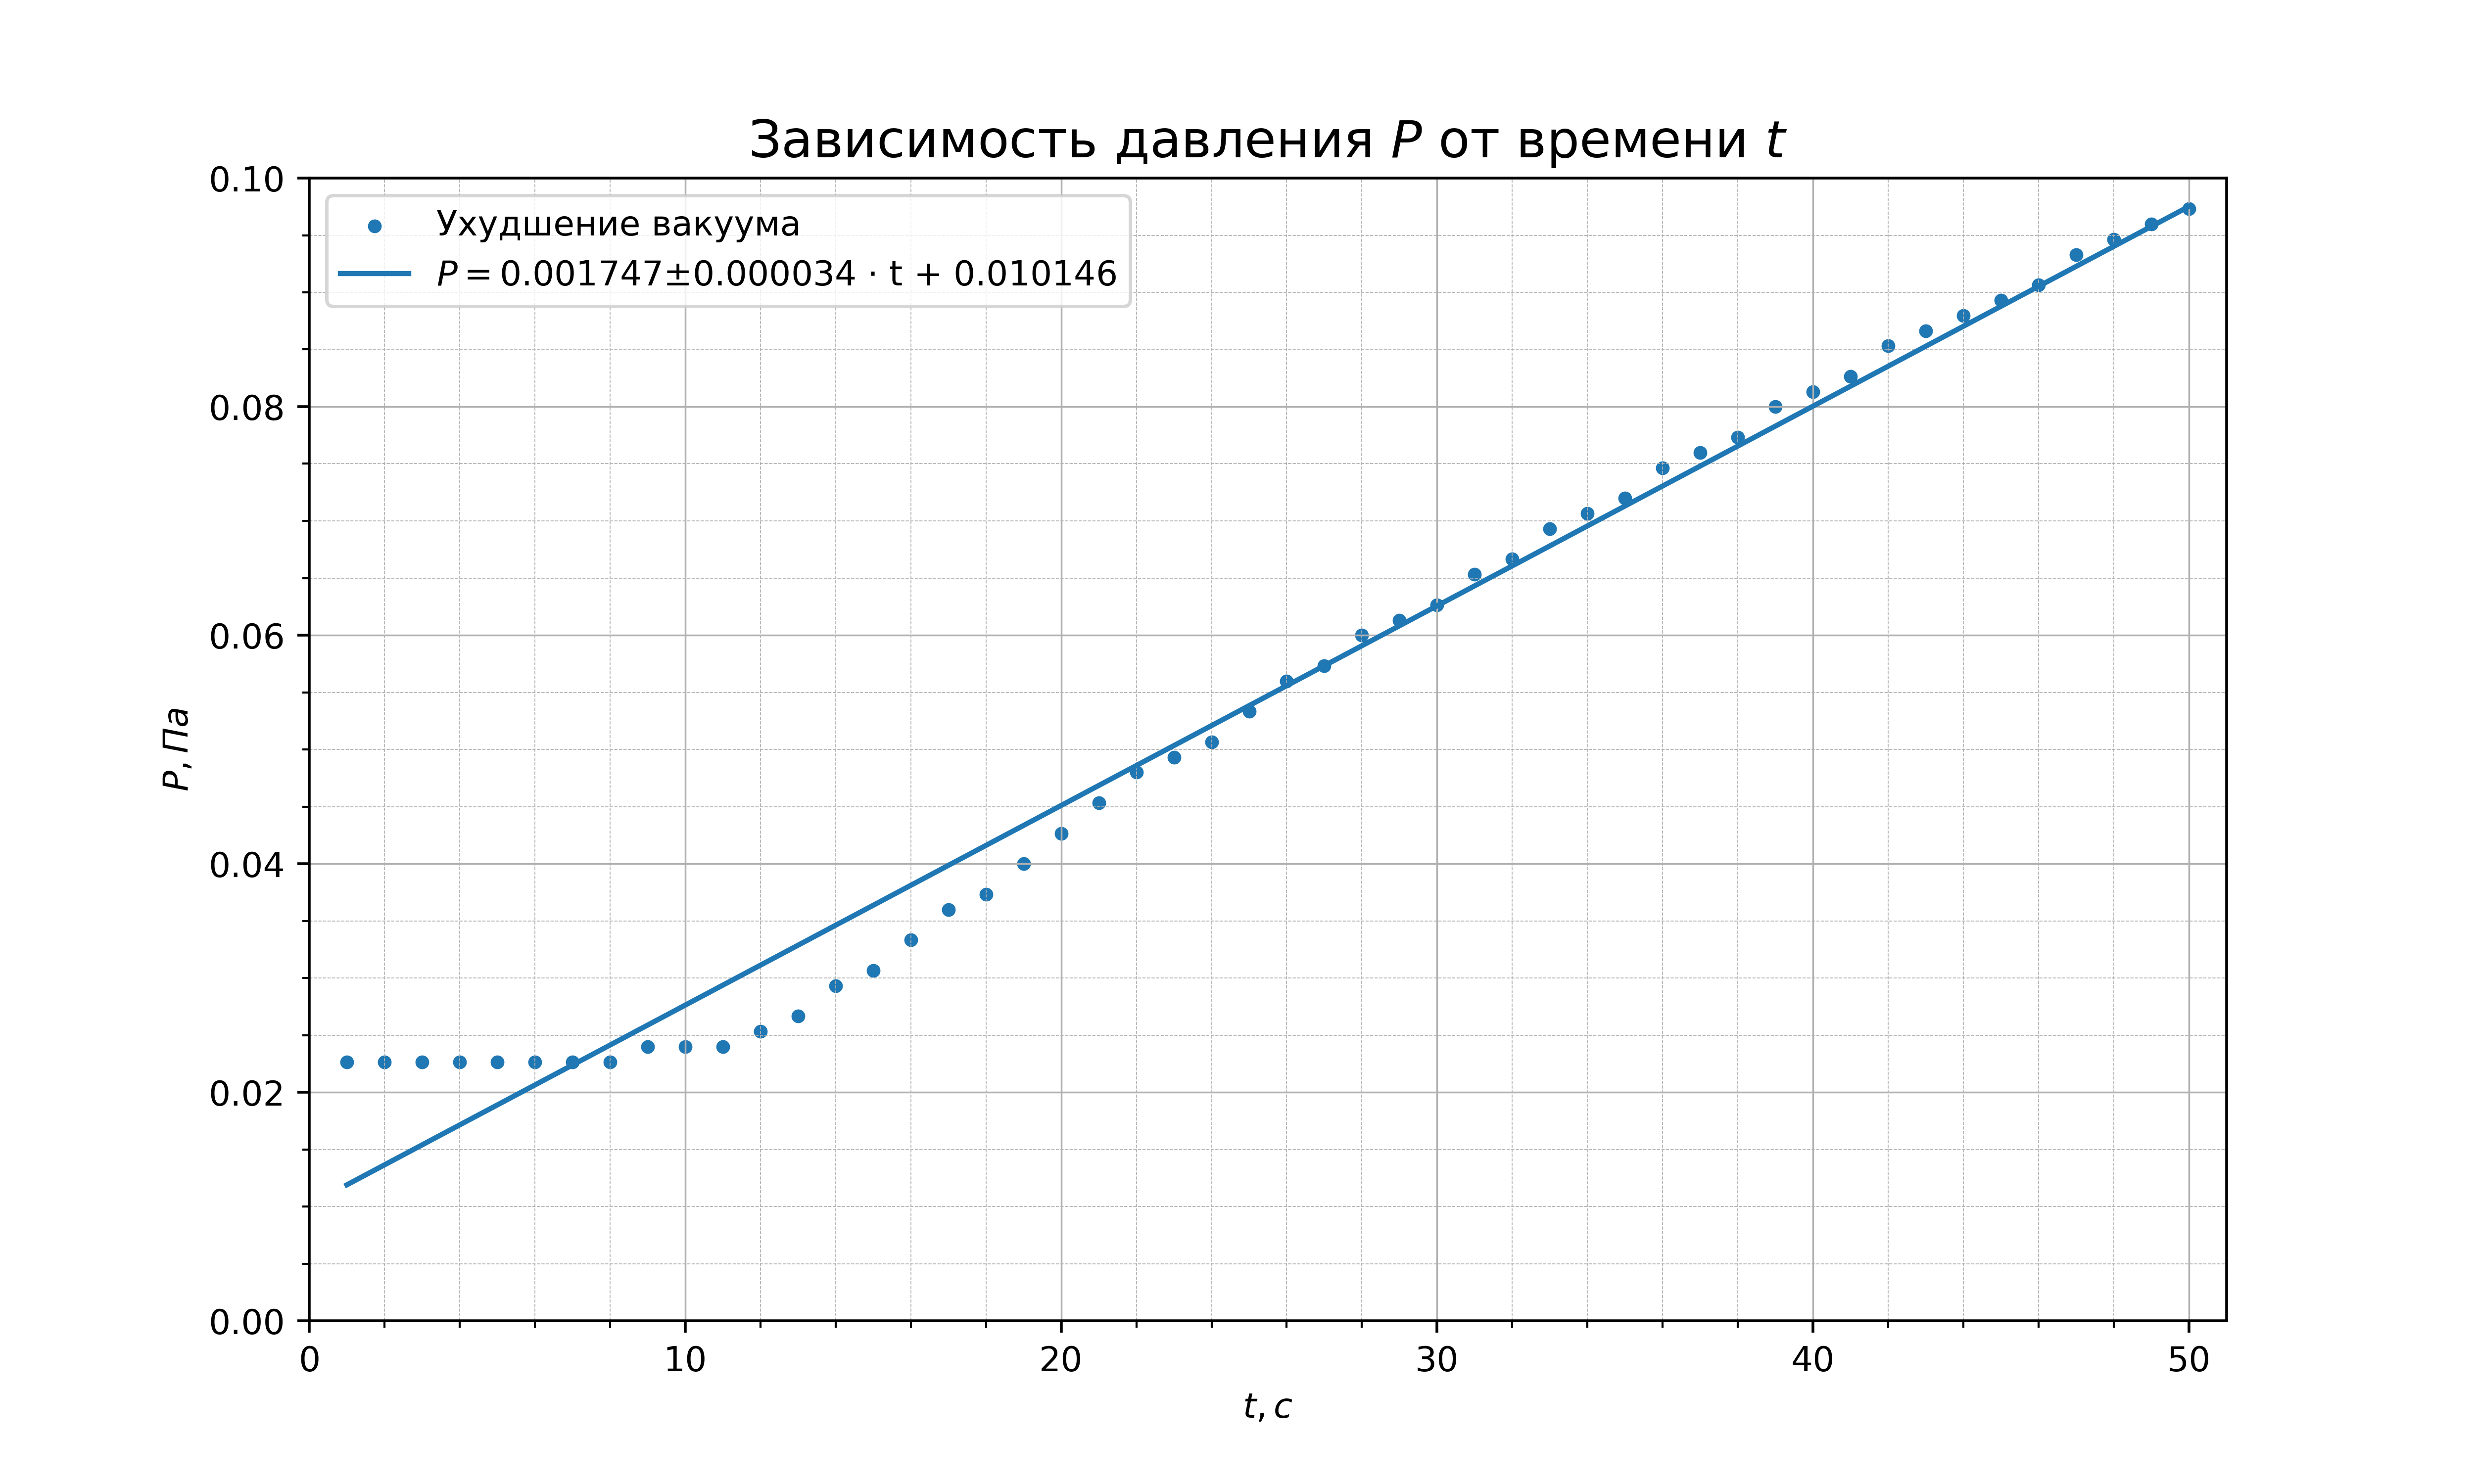 Зависимость давления P от времени t
Ухудшение вакуума
P = 0.001747±0.000034 · t + 0.010146
0.10
0.08
0.06
0.04
0.02
0.00
P, Па
0 10 20 30 40 50
t, с